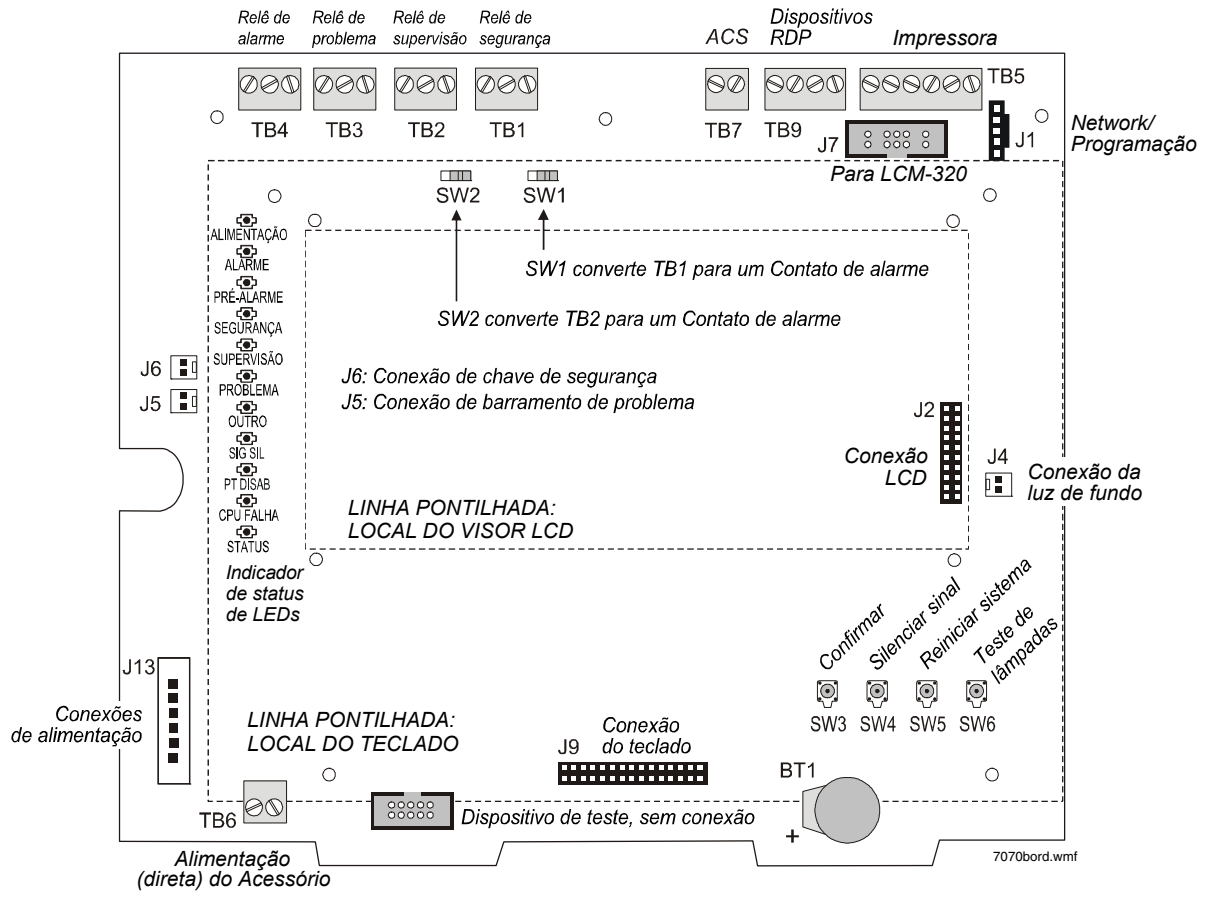 Relê de
alarme
Relê de
problema
Relê de
supervisão
Relê de
segurança
ACS
Dispositivos
RDP
Impressora
TB4
TB3
TB2
TB1
TB7
TB9
TB5
J7
J1
Network/
Programação
Para LCM-320
SW2
SW1
SW1 converte TB1 para um Contato de alarme
SW2 converte TB2 para um Contato de alarme
ALIMENTAÇÃO
ALARME
PRÉ-ALARME
SEGURANÇA
SUPERVISÃO
PROBLEMA
OUTRO
SIG SIL
PT DISAB
CPU FALHA
STATUS
Indicador
de status
de LEDs
J6
J5
J6: Conexão de chave de segurança
J5: Conexão de barramento de problema
J2
Conexão
LCD
J4
Conexão da
luz de fundo
LINHA PONTILHADA:
LOCAL DO VISOR LCD
Confirmar
Silenciar sinal
Reiniciar sistema
Teste de
lâmpadas
SW3
SW4
SW5
SW6
J13
Conexões
de alimentação
LINHA PONTILHADA:
LOCAL DO TECLADO
J9
Conexão
do teclado
BT1
+
TB6
Dispositivo de teste, sem conexão
Alimentação
(direta) do Acessório
7070bord.wmf